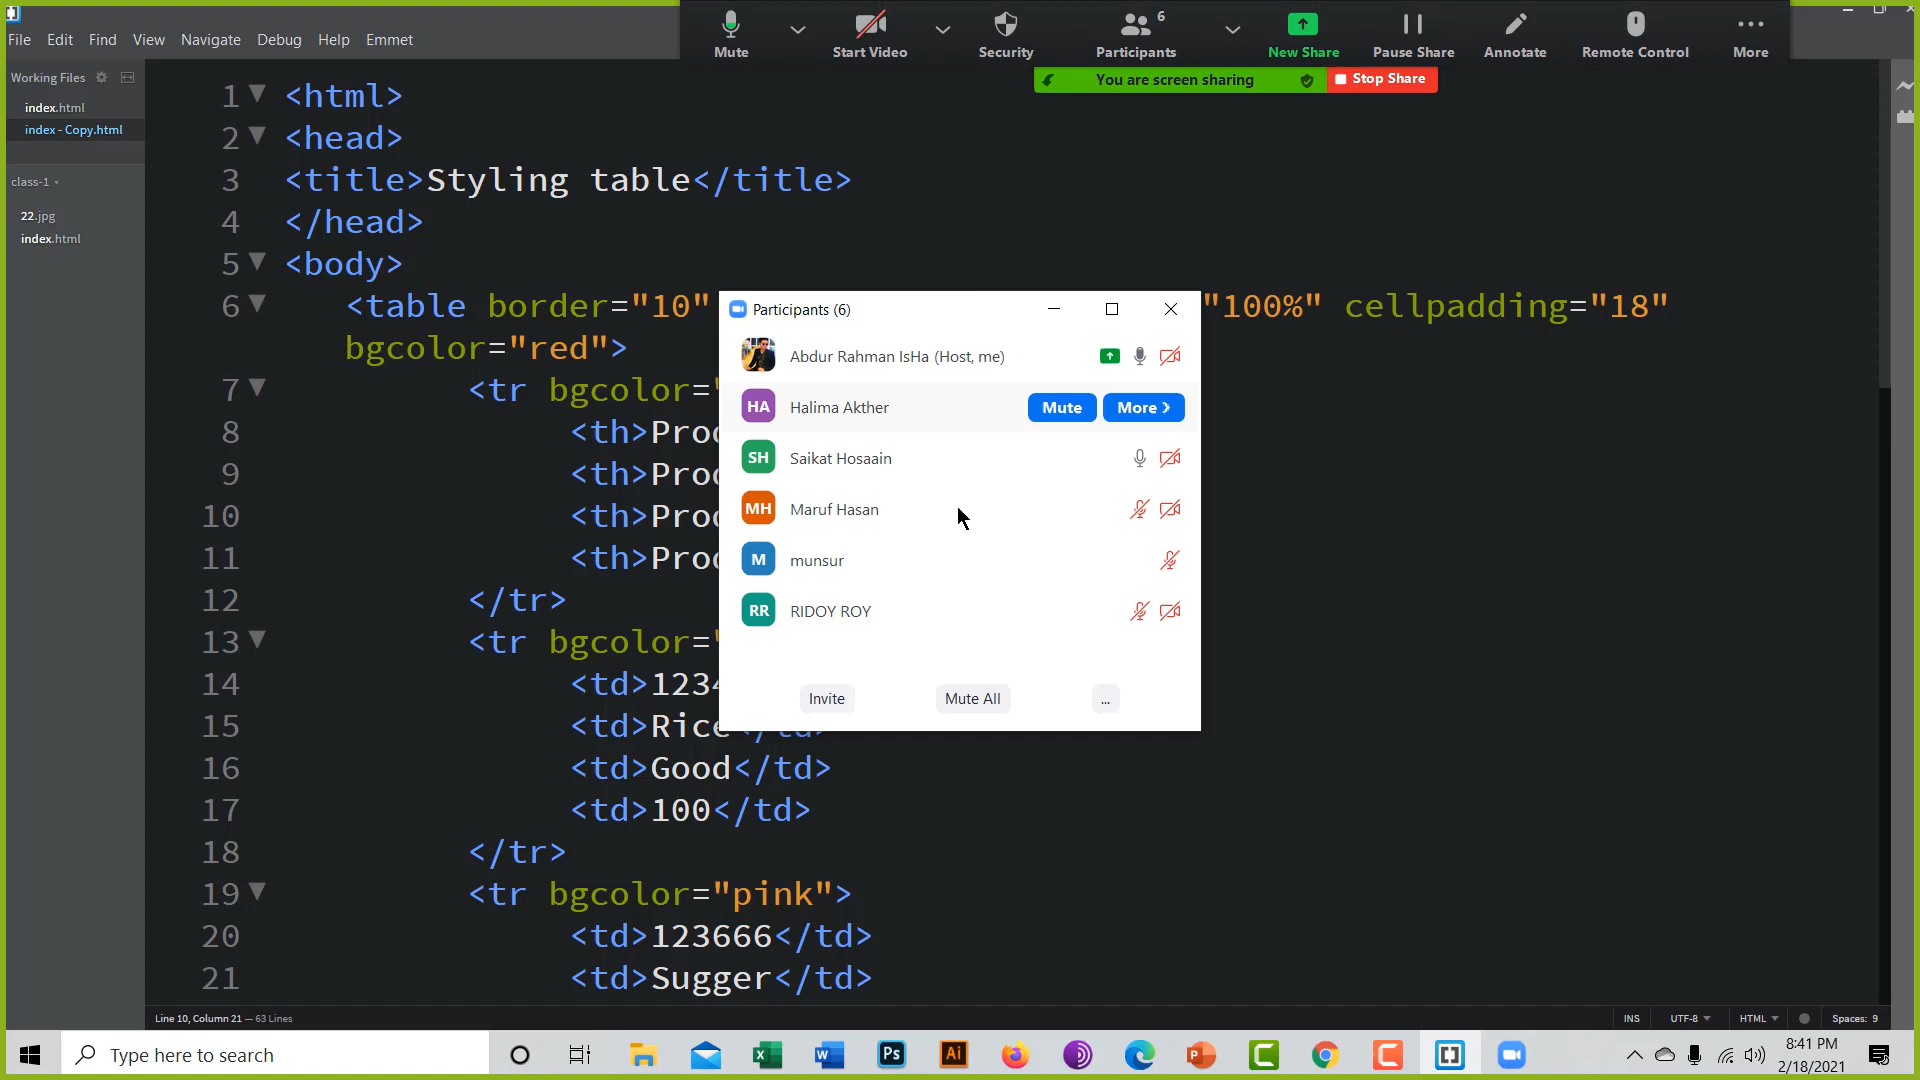 File Edit Find View Navigate Debug Help Emmet
Mute
Start Video
Security
6
Participants
New Share
Pause Share
Annotate
Remote Control
More
You are screen sharing
Stop Share
Working Files
index.html
index - Copy.html
class-1
22.jpg
index.html
1 <html>
2 <head>
3 <title>Styling table</title>
4 </head>
5 <body>
6 <table border="10" "100%" cellpadding="18"
bgcolor="red">
7 <tr bgcolor="
8 <th>Prod
9 <th>Prod
10 <th>Prod
11 <th>Prod
12 </tr>
13 <tr bgcolor="
14 <td>1234
15 <td>Rice</td>
16 <td>Good</td>
17 <td>100</td>
18 </tr>
19 <tr bgcolor="pink">
20 <td>123666</td>
21 <td>Sugger</td>
Participants (6)
Abdur Rahman IsHa (Host, me)
HA Halima Akther Mute More
SH Saikat Hosaain
MH Maruf Hasan
M munsur
RR RIDOY ROY
Invite Mute All ...
Line 10, Column 21 — 63 Lines
INS UTF-8 HTML Spaces: 9
Type here to search
8:41 PM
2/18/2021